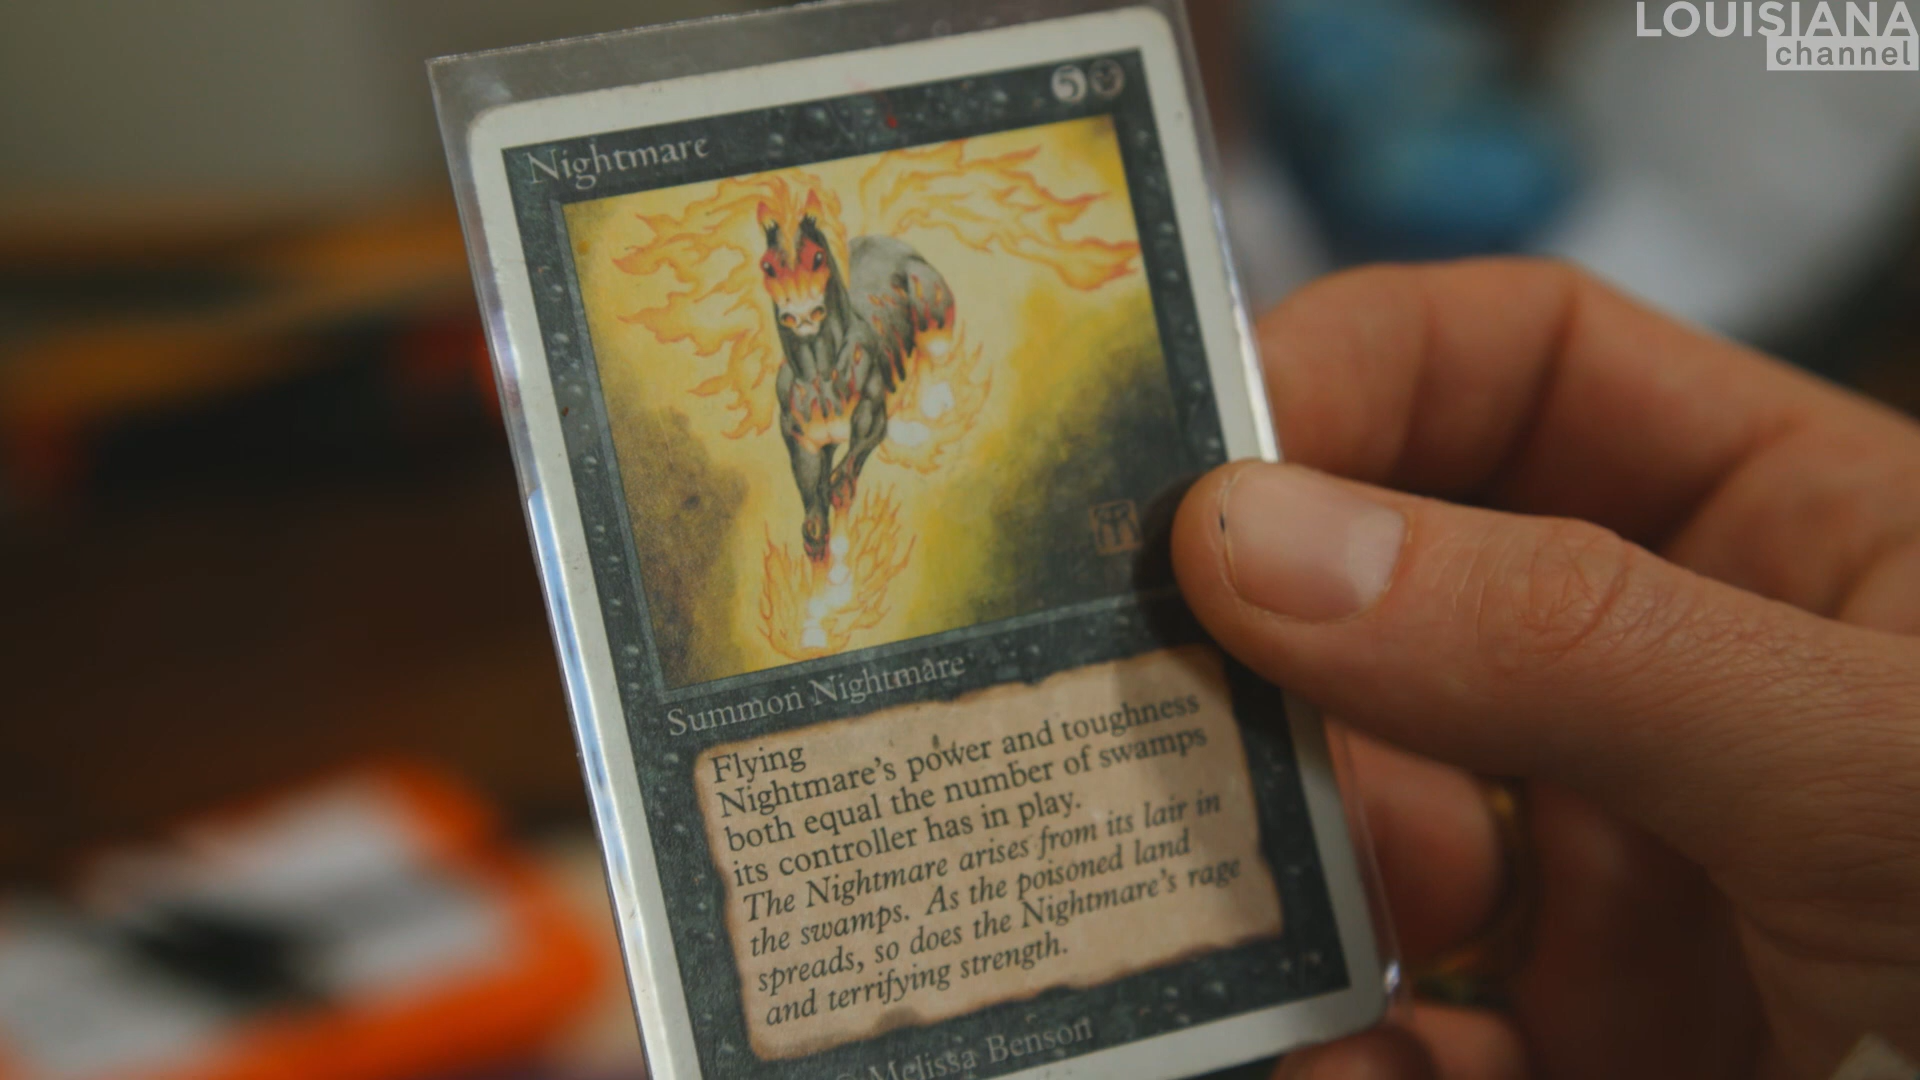 LOUISIANA
channel
Nightmare 5
Summon Nightmare
Flying
Nightmare's power and toughness
both equal the number of swamps
its controller has in play.
The Nightmare arises from its lair in
the swamps. As the poisoned land
spreads, so does the Nightmare's rage
and terrifying strength.
© Melissa Benson